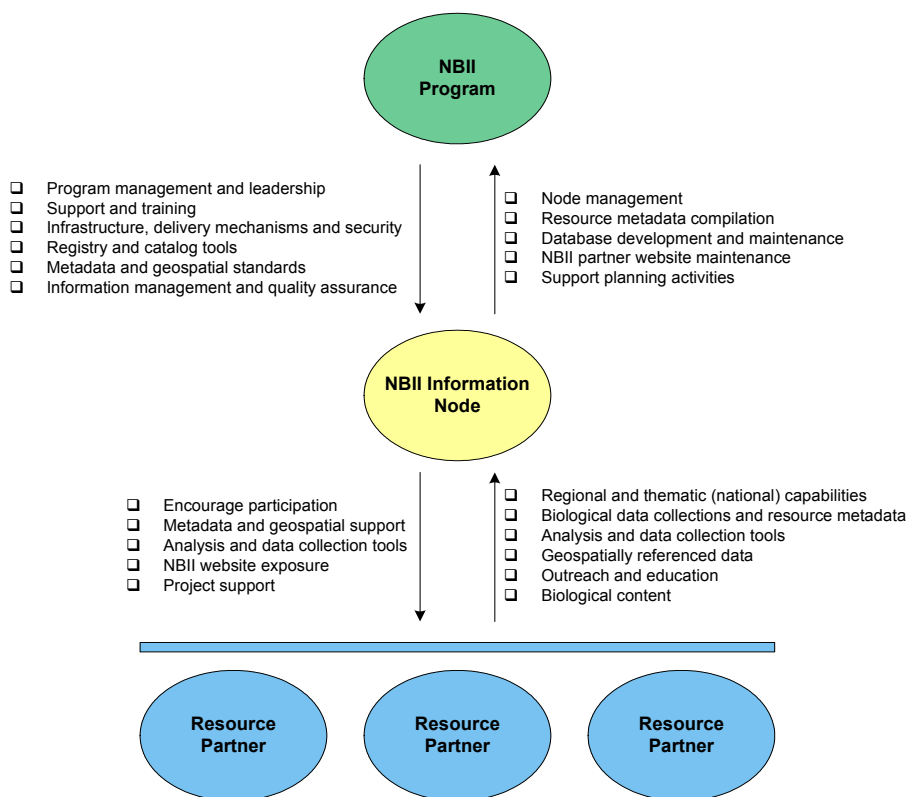 NBII
Program
❑ Program management and leadership
❑ Support and training
❑ Infrastructure, delivery mechanisms and security
❑ Registry and catalog tools
❑ Metadata and geospatial standards
❑ Information management and quality assurance
❑ Node management
❑ Resource metadata compilation
❑ Database development and maintenance
❑ NBII partner website maintenance
❑ Support planning activities
NBII Information
Node
❑ Encourage participation
❑ Metadata and geospatial support
❑ Analysis and data collection tools
❑ NBII website exposure
❑ Project support
❑ Regional and thematic (national) capabilities
❑ Biological data collections and resource metadata
❑ Analysis and data collection tools
❑ Geospatially referenced data
❑ Outreach and education
❑ Biological content
Resource
Partner
Resource
Partner
Resource
Partner